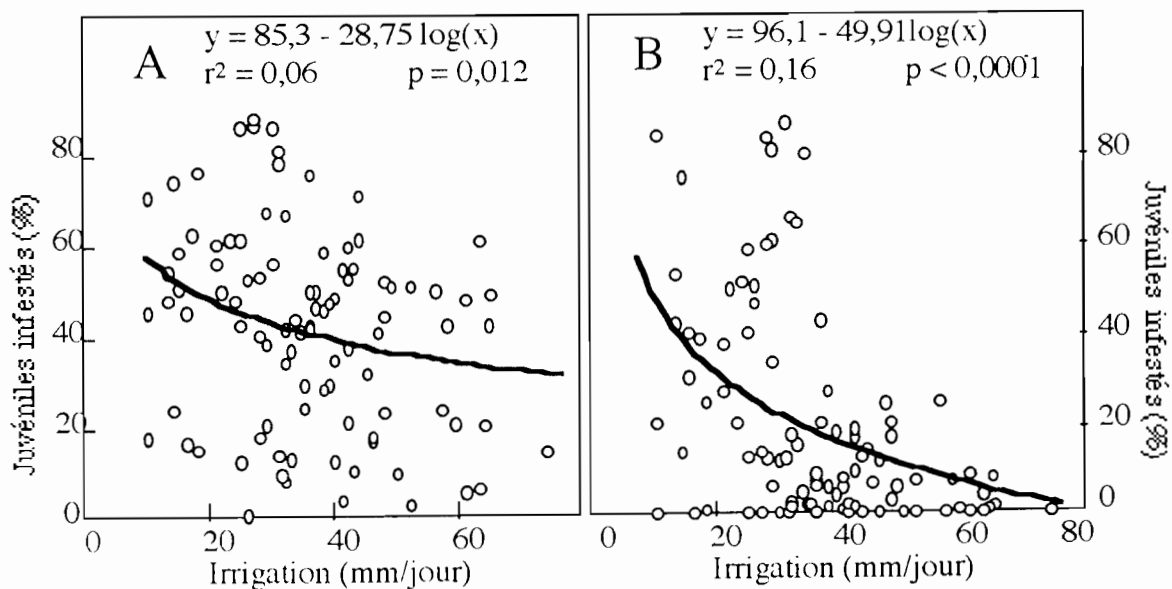 A
y = 85,3 - 28,75 log(x)
r² = 0,06 p = 0,012
Juvéniles infestés (%)
80
60
40
20
0
0 20 40 60
Irrigation (mm/jour)
B
y = 96,1 - 49,91log(x)
r² = 0,16 p < 0,0001
80
60
40
20
0
Juvéniles infestés (%)
0 20 40 60 80
Irrigation (mm/jour)